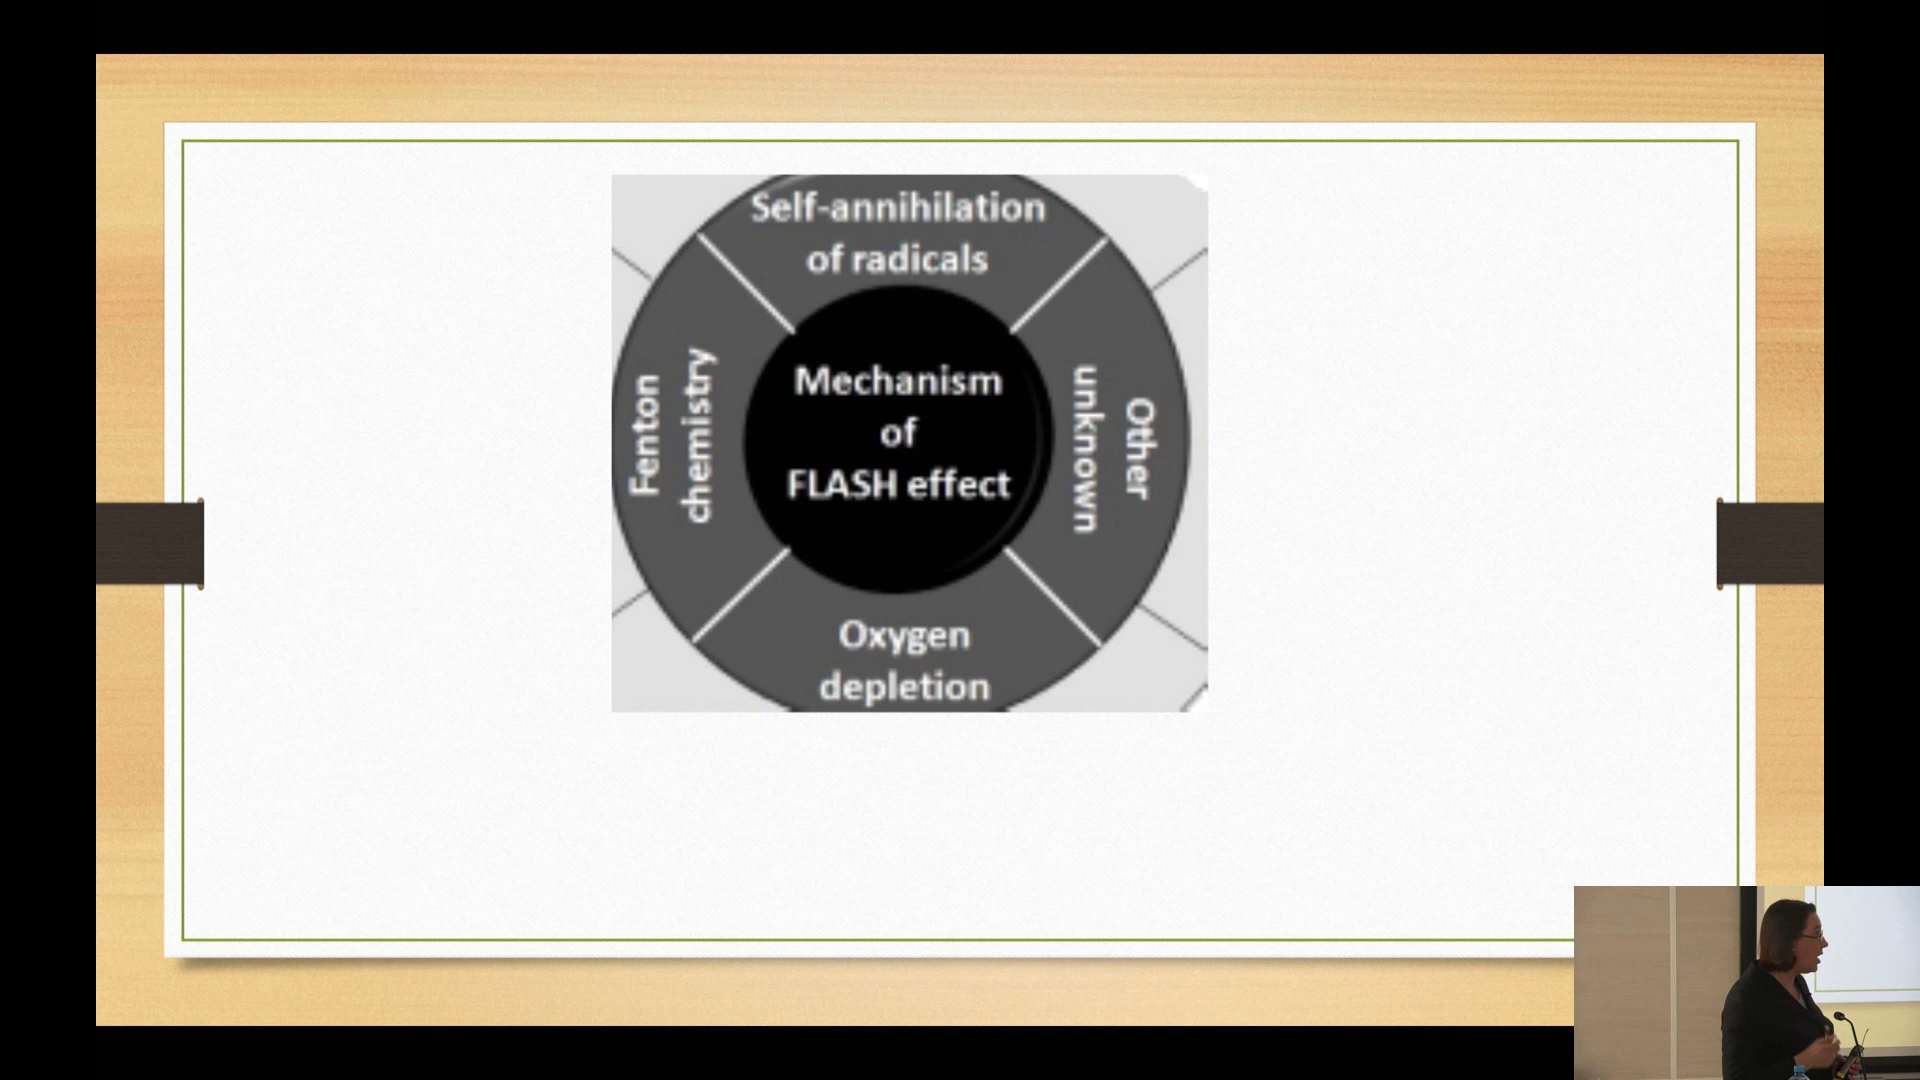 Self-annihilation
of radicals
Fenton
chemistry
Mechanism
of
FLASH effect
Other
unknown
Oxygen
depletion